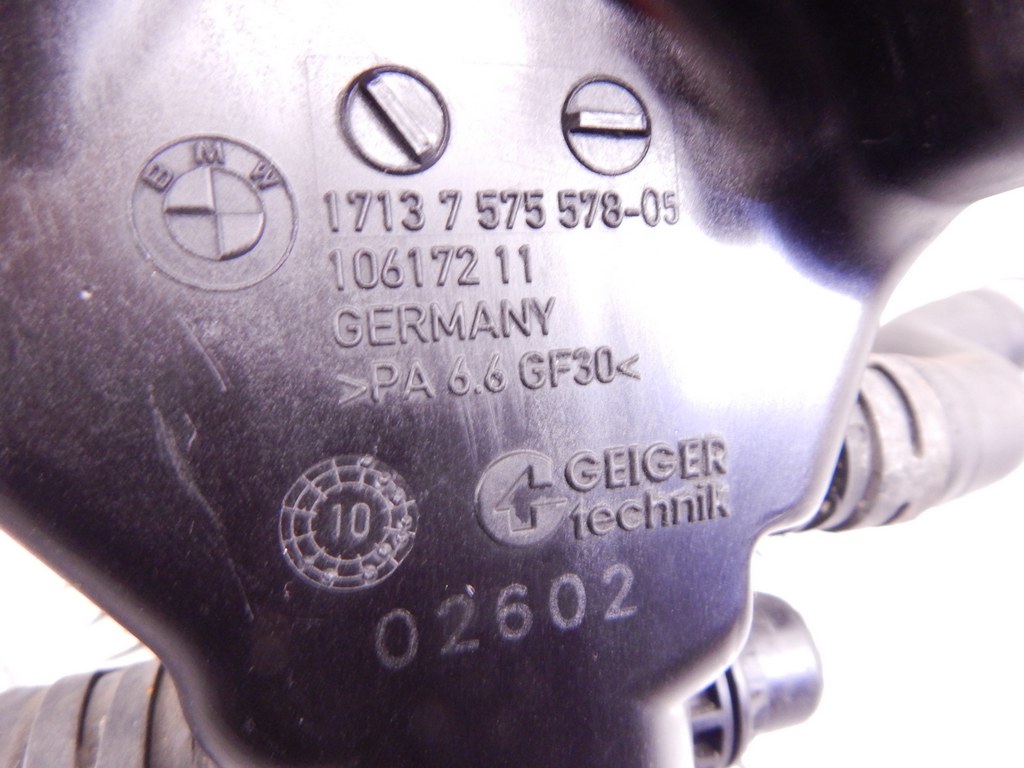 BMW
1713 7 575 578-05
10617211
GERMANY
>PA 6.6 GF30<
GEIGER
technik
10
02602